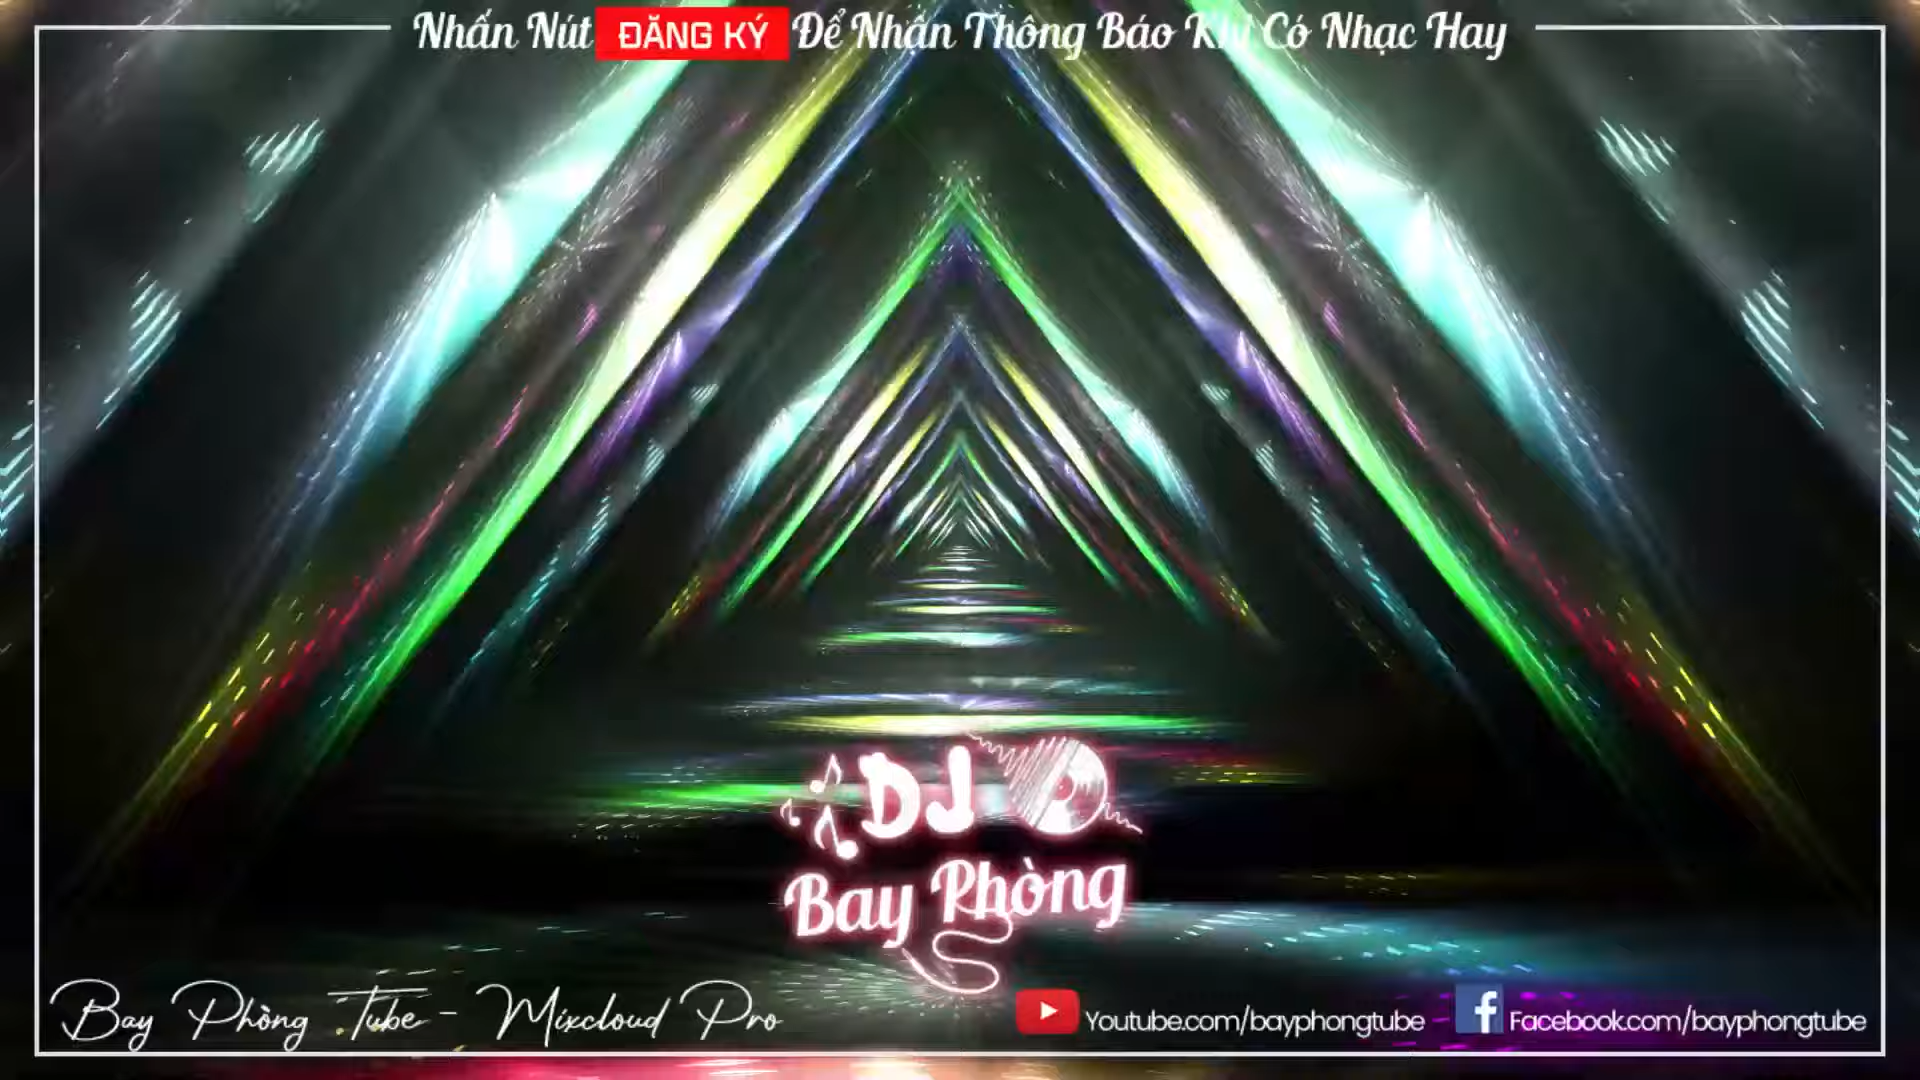 Nhấn Nút ĐĂNG KÝ Để Nhận Thông Báo Khi Có Nhạc Hay
DJ
Bay Phòng
Bay Phòng Tube - Mixcloud Pro
Youtube.com/bayphongtube
Facebook.com/bayphongtube